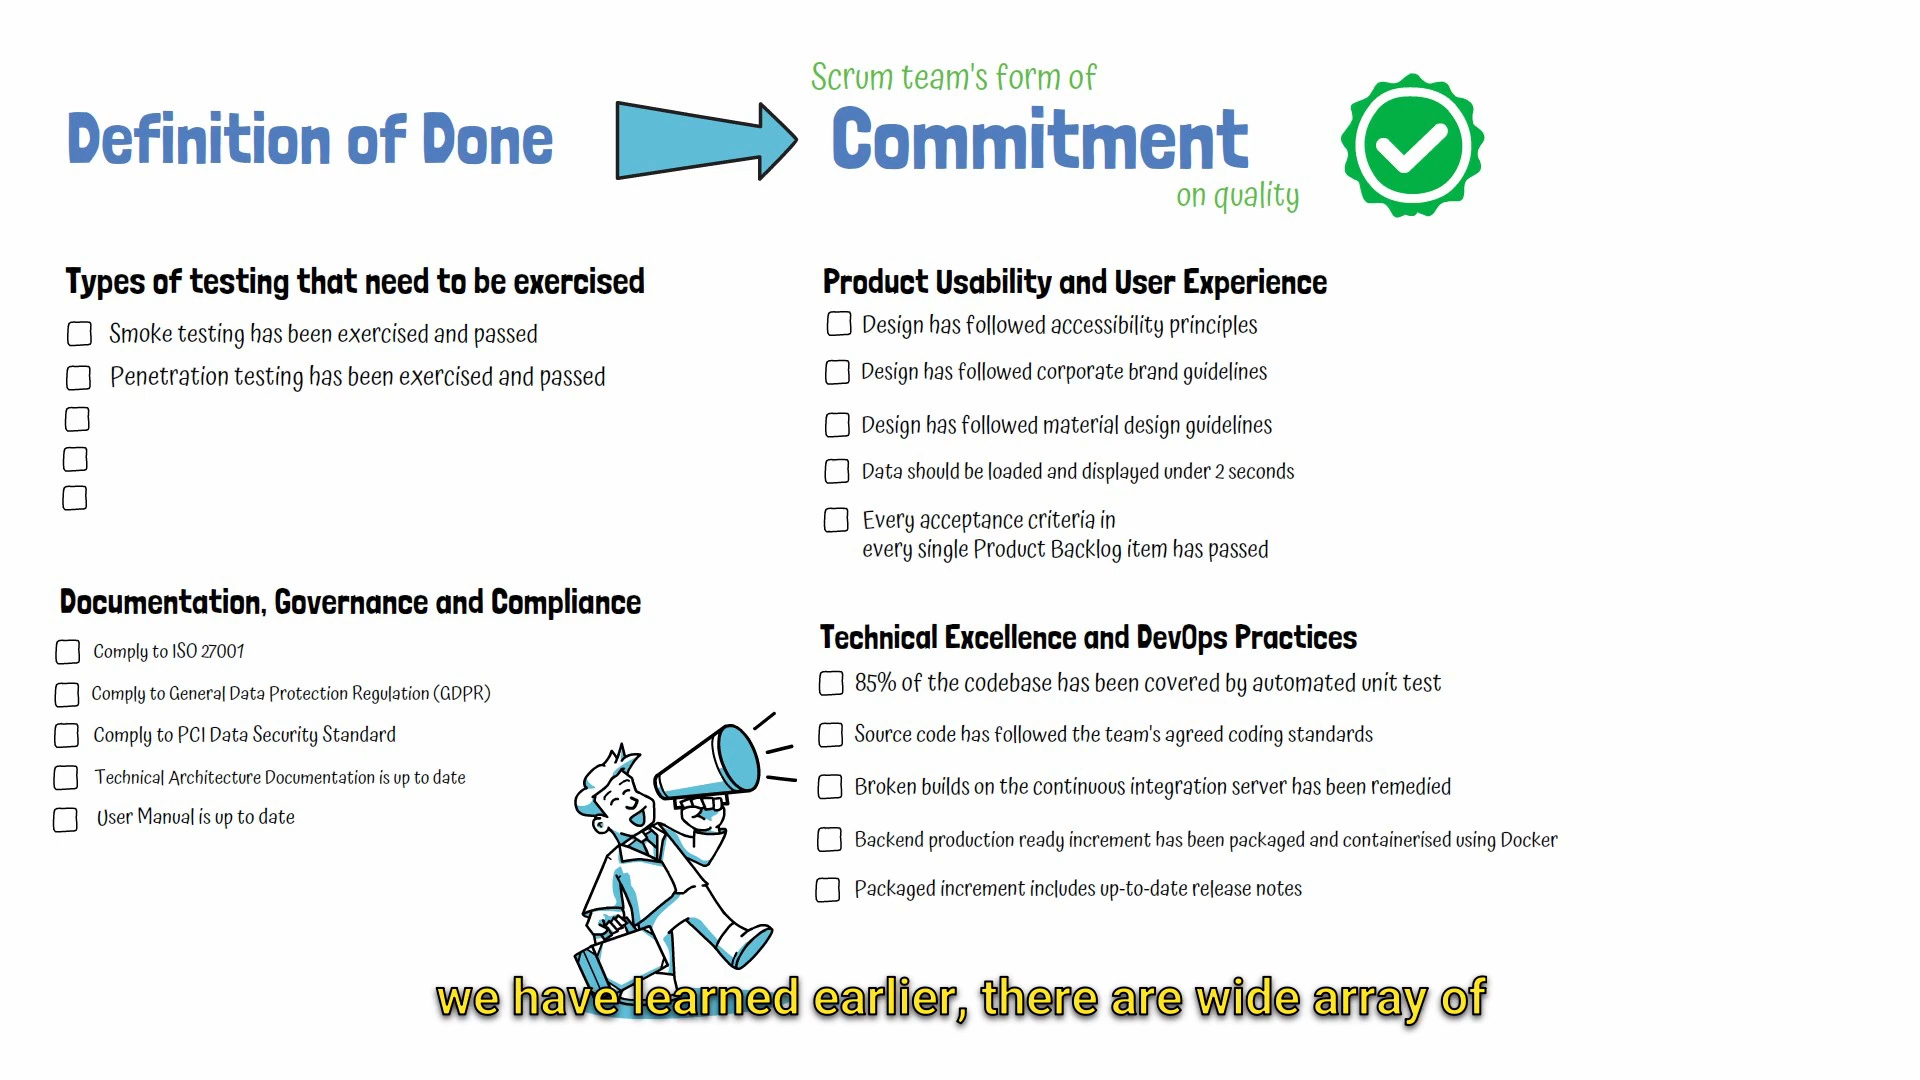 Scrum team's form of
Definition of Done
Commitment
on quality
Types of testing that need to be exercised
Smoke testing has been exercised and passed
Penetration testing has been exercised and passed
Product Usability and User Experience
Design has followed accessibility principles
Design has followed corporate brand guidelines
Design has followed material design guidelines
Data should be loaded and displayed under 2 seconds
Every acceptance criteria in
every single Product Backlog item has passed
Documentation, Governance and Compliance
Comply to ISO 27001
Comply to General Data Protection Regulation (GDPR)
Comply to PCI Data Security Standard
Technical Architecture Documentation is up to date
User Manual is up to date
Technical Excellence and DevOps Practices
85% of the codebase has been covered by automated unit test
Source code has followed the team's agreed coding standards
Broken builds on the continuous integration server has been remedied
Backend production ready increment has been packaged and containerised using Docker
Packaged increment includes up-to-date release notes
we have learned earlier, there are wide array of